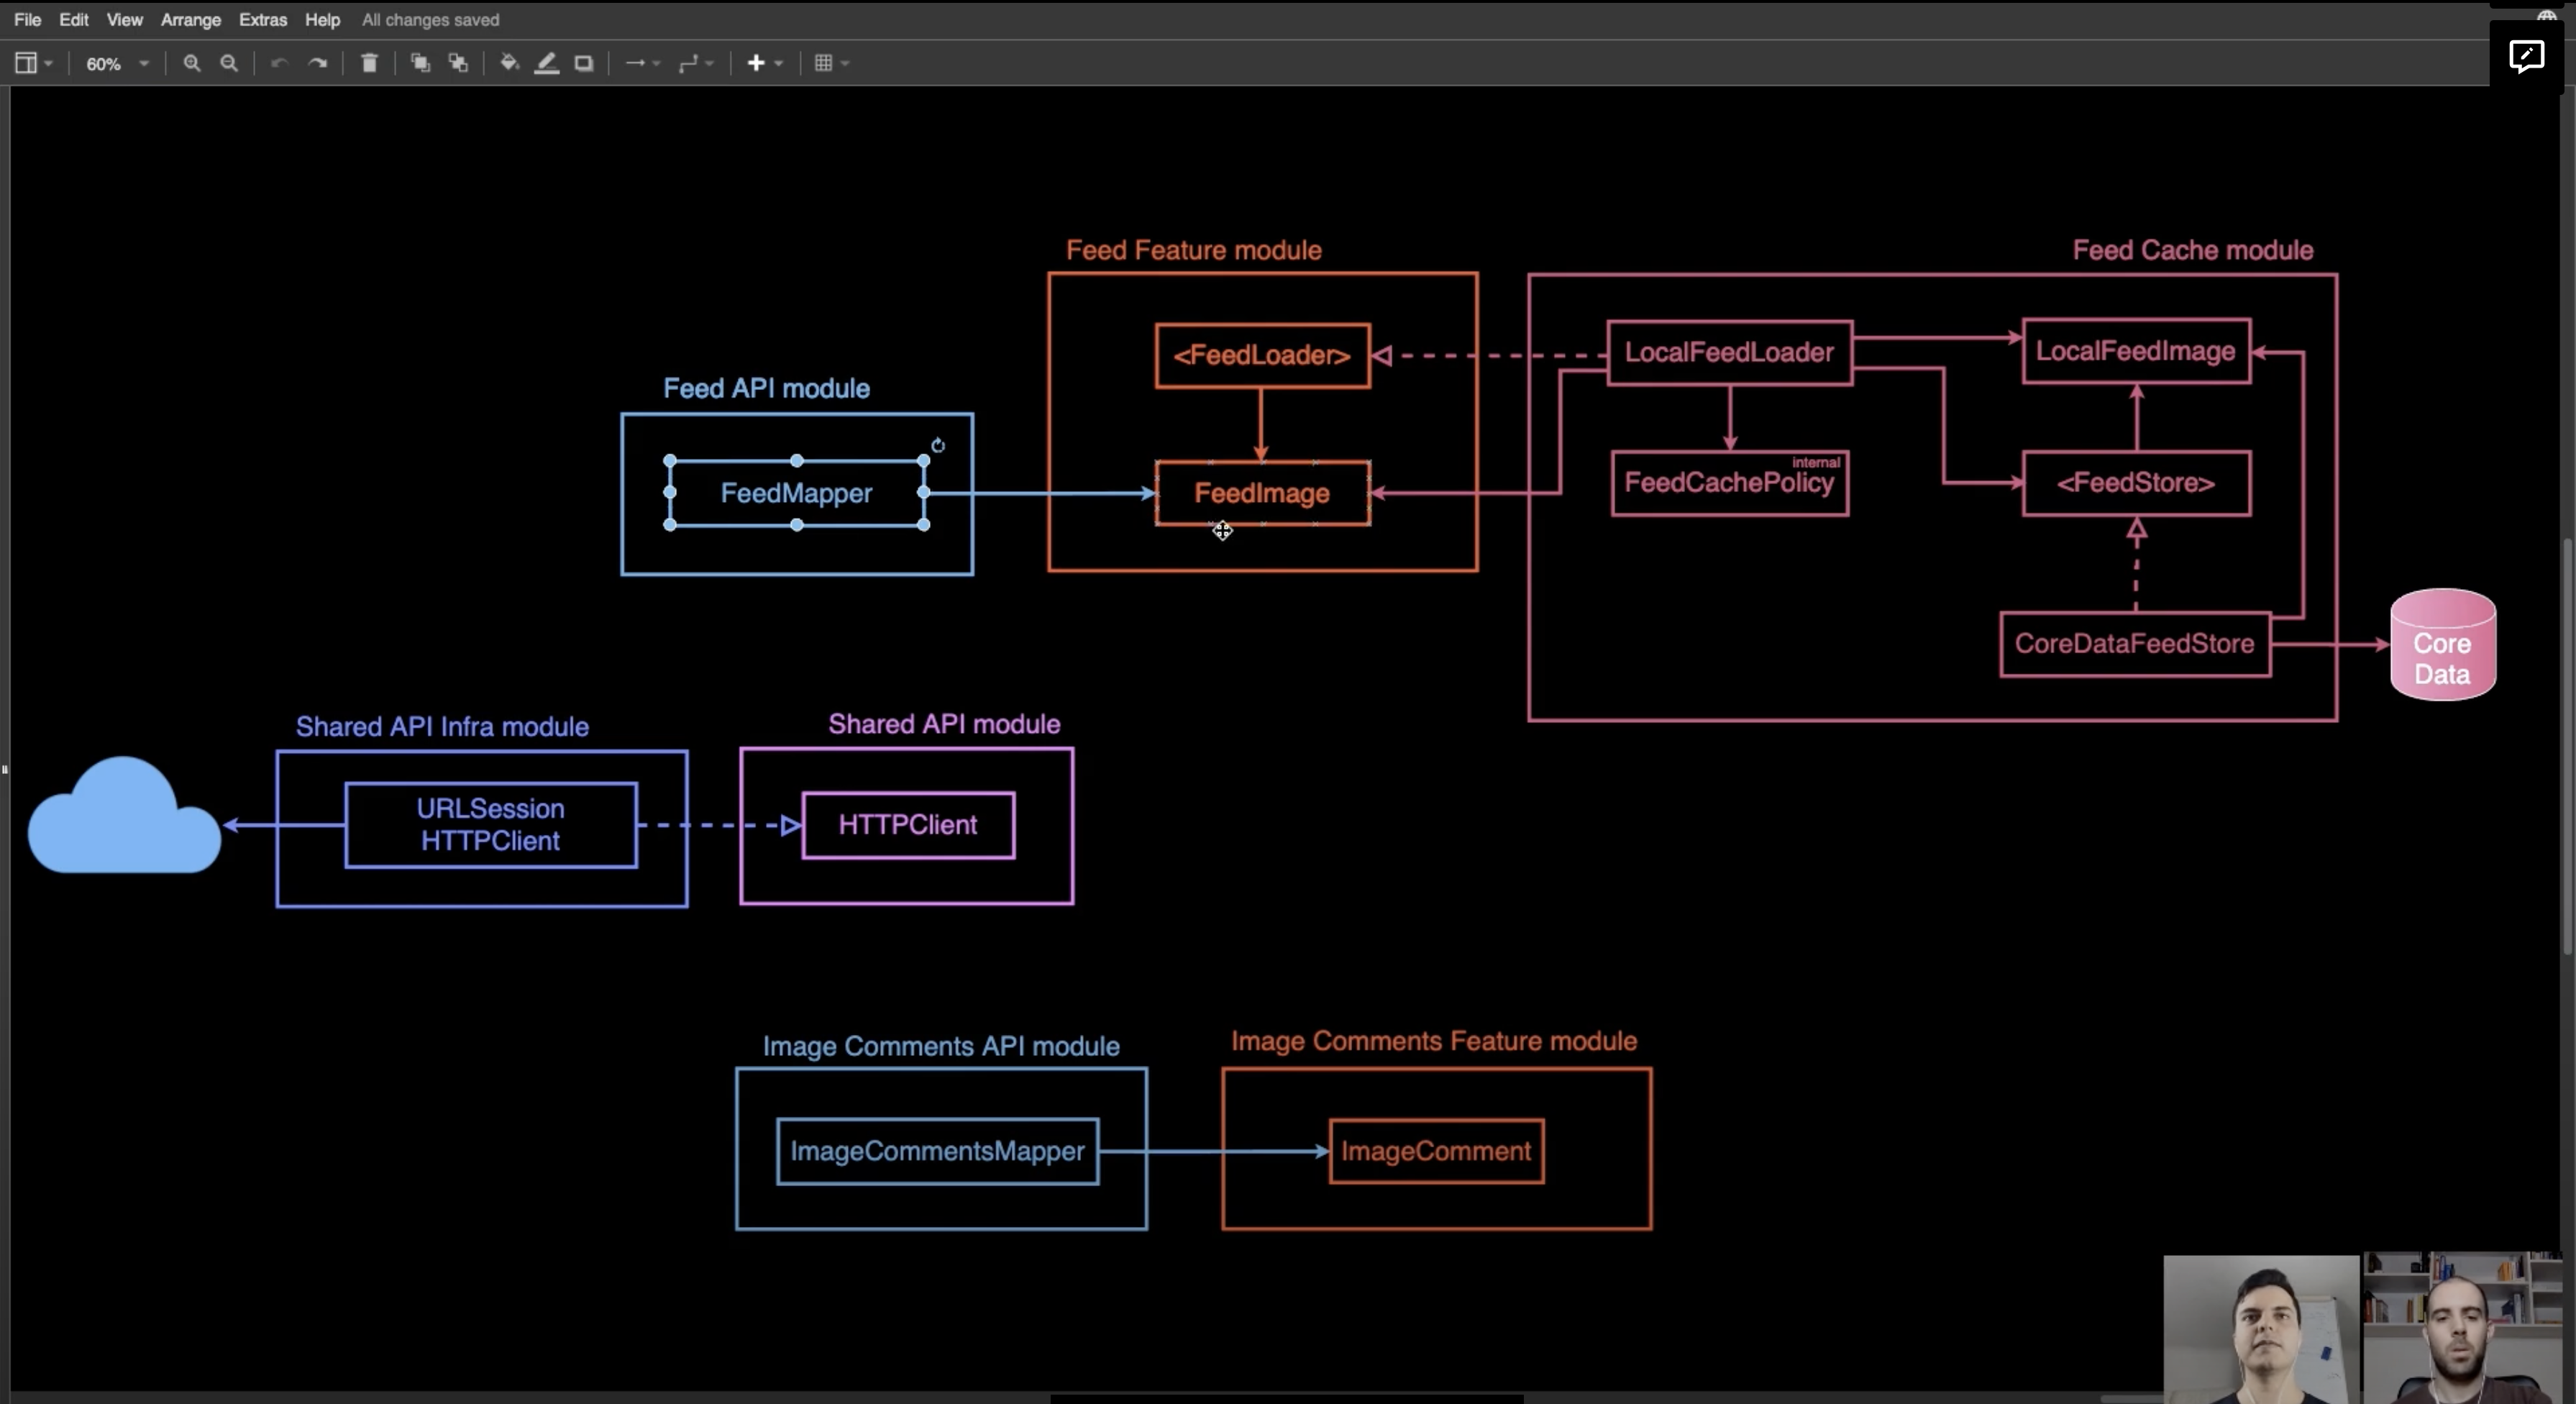 File Edit View Arrange Extras Help All changes saved
60%
Feed Feature module
Feed Cache module
<FeedLoader>
LocalFeedLoader
LocalFeedImage
Feed API module
FeedMapper
FeedImage
internal
FeedCachePolicy
<FeedStore>
CoreDataFeedStore
Core
Data
Shared API Infra module
Shared API module
URLSession
HTTPClient
HTTPClient
Image Comments API module
Image Comments Feature module
ImageCommentsMapper
ImageComment